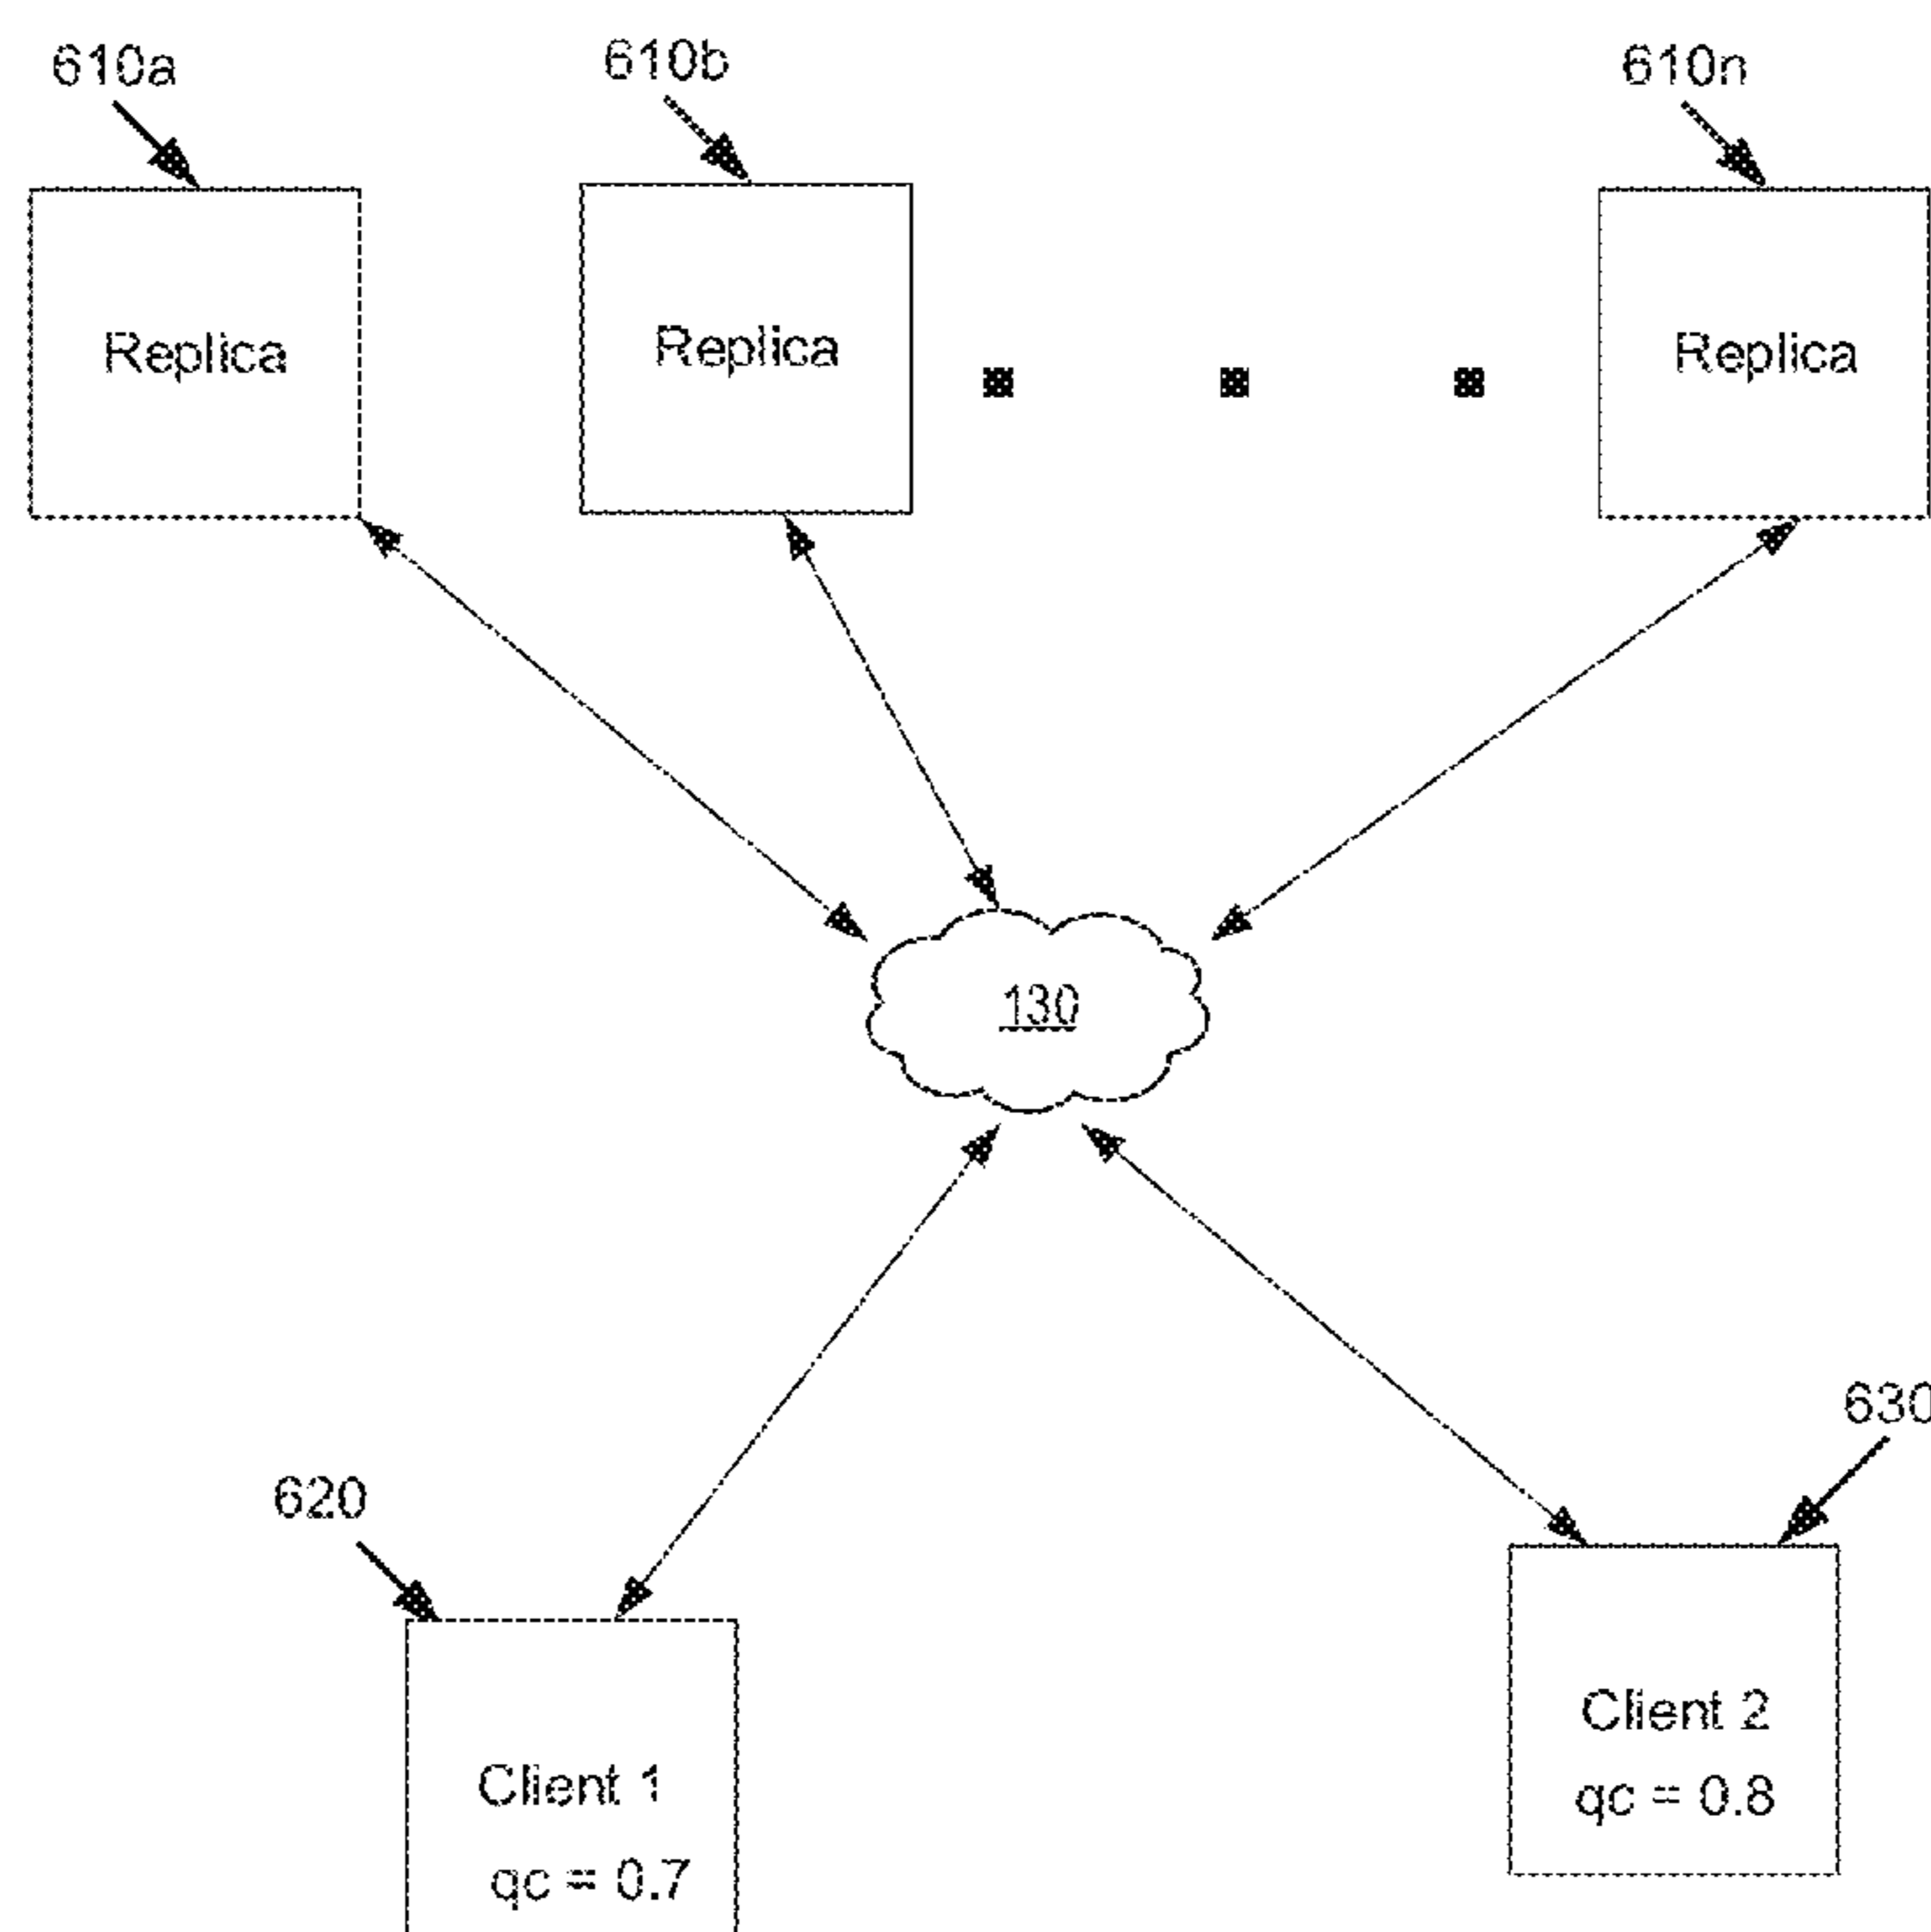 610a
610b
610n
Replica
Replica
Replica
130
630
620
Client 2
qc = 0.8
Client 1
qc = 0.7